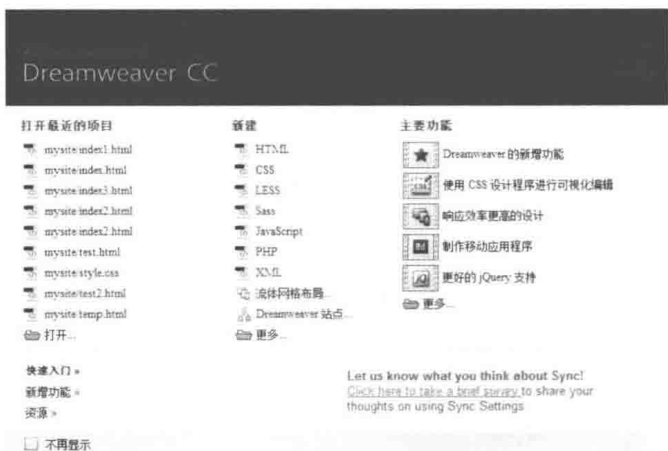 Dreamweaver CC
打开最近的项目
mysite/index1.html
mysite/index.html
mysite/index3.html
mysite/index2.html
mysite/index2.html
mysite/test.html
mysite/style.css
mysite/test2.html
mysite/temp.html
打开...
快速入门 »
新增功能 »
资源 »
不再显示
新建
HTML
CSS
LESS
Sass
JavaScript
PHP
XML
流体网格布局...
Dreamweaver 站点...
更多...
主要功能
Dreamweaver 的新增功能
使用 CSS 设计程序进行可视化编辑
响应效率更高的设计
制作移动应用程序
更好的 jQuery 支持
更多...
Let us know what you think about Sync!
Click here to take a brief survey to share your
thoughts on using Sync Settings